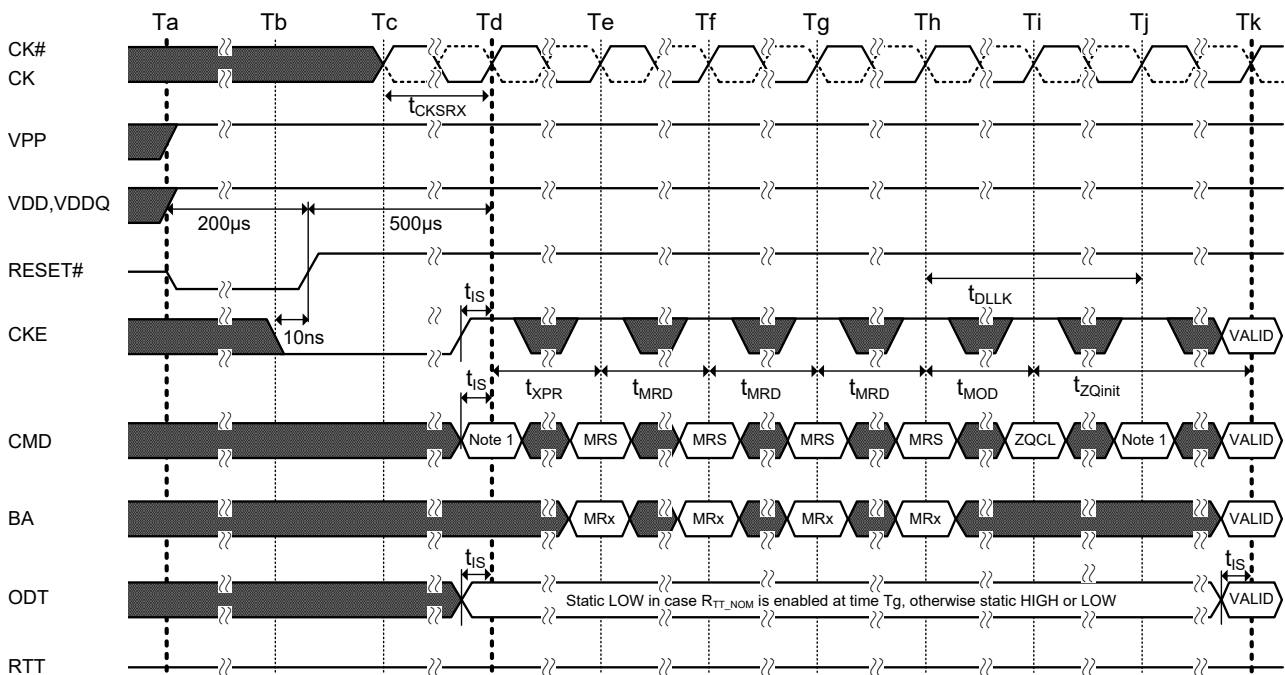 Ta Tb Tc Td Te Tf Tg Th Ti Tj Tk
CK#
CK
tCKSRX
VPP
VDD,VDDQ
200µs 500µs
RESET#
tIS tDLLK
CKE 10ns VALID
tIS tXPR tMRD tMRD tMRD tMOD tZQinit
CMD Note 1 MRS MRS MRS MRS ZQCL Note 1 VALID
BA MRx MRx MRx MRx VALID
tIS tIS
ODT Static LOW in case RTT_NOM is enabled at time Tg, otherwise static HIGH or LOW VALID
RTT